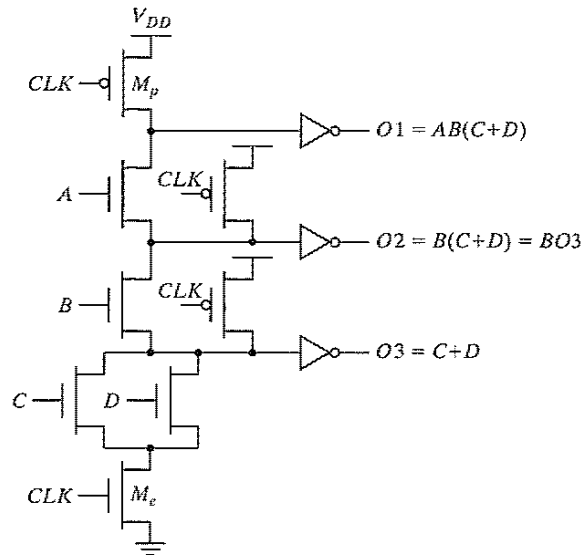 V_DD
CLK M_p
O1 = AB(C+D)
A CLK
O2 = B(C+D) = BO3
B CLK
O3 = C+D
C D
CLK M_e